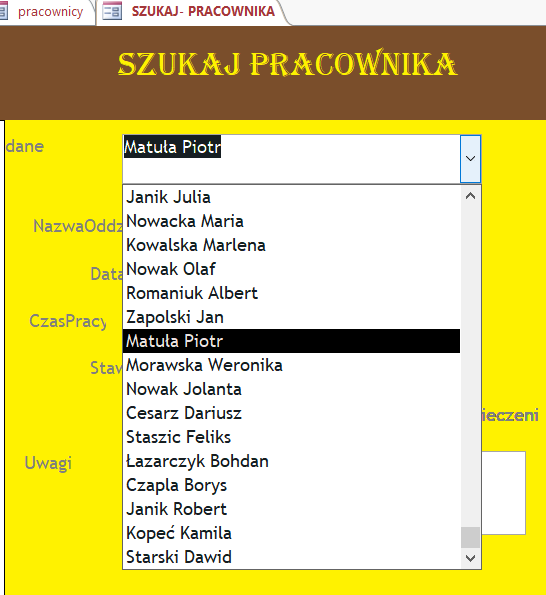 pracownicy
SZUKAJ- PRACOWNIKA
SZUKAJ PRACOWNIKA
dane
Matuła Piotr
Janik Julia
Nowacka Maria
NazwaOddz
Kowalska Marlena
Nowak Olaf
Data
Romaniuk Albert
Zapolski Jan
CzasPracy
Matuła Piotr
Morawska Weronika
Staw
Nowak Jolanta
Cesarz Dariusz
ieczeni
Staszic Feliks
Łazarczyk Bohdan
Uwagi
Czapla Borys
Janik Robert
Kopeć Kamila
Starski Dawid